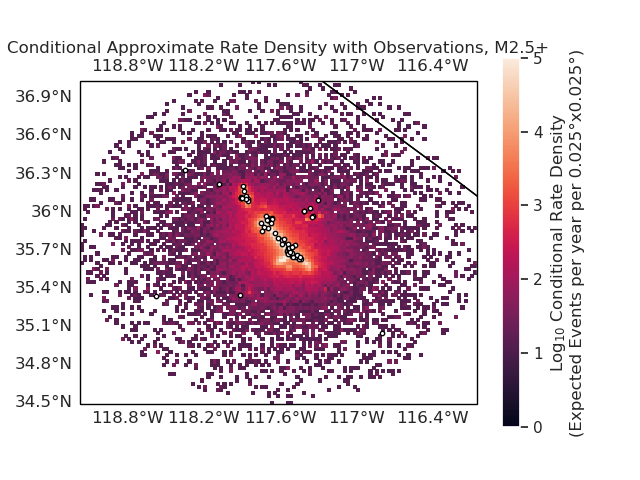 Conditional Approximate Rate Density with Observations, M2.5+
118.8°W 118.2°W 117.6°W 117°W 116.4°W
36.9°N
36.6°N
36.3°N
36°N
35.7°N
35.4°N
35.1°N
34.8°N
34.5°N
118.8°W 118.2°W 117.6°W 117°W 116.4°W
5
4
3
2
1
0
Log₁₀ Conditional Rate Density
(Expected Events per year per 0.025°x0.025°)